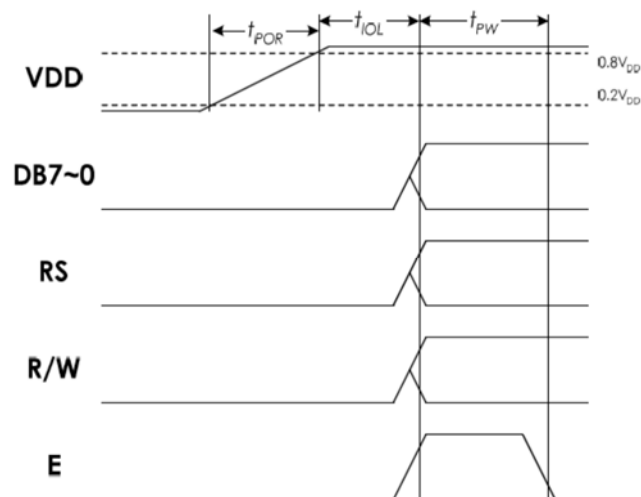 tPOR tIOL tPW
VDD
0.8VDD
0.2VDD
DB7~0
RS
R/W
E